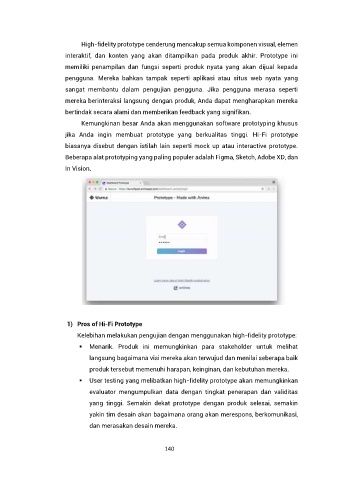 High-fidelity prototype cenderung mencakup semua komponen visual, elemen
interaktif, dan konten yang akan ditampilkan pada produk akhir. Prototype ini
memiliki penampilan dan fungsi seperti produk nyata yang akan dijual kepada
pengguna. Mereka bahkan tampak seperti aplikasi atau situs web nyata yang
sangat membantu dalam pengujian pengguna. Jika pengguna merasa seperti
mereka berinteraksi langsung dengan produk, Anda dapat mengharapkan mereka
bertindak secara alami dan memberikan feedback yang signifikan.
Kemungkinan besar Anda akan menggunakan software prototyping khusus
jika Anda ingin membuat prototype yang berkualitas tinggi. Hi-Fi prototype
biasanya disebut dengan istilah lain seperti mock up atau interactive prototype.
Beberapa alat prototyping yang paling populer adalah Figma, Sketch, Adobe XD, dan
In Vision.
Prototype - Made with Anima
1) Pros of Hi-Fi Prototype
Kelebihan melakukan pengujian dengan menggunakan high-fidelity prototype:
▪ Menarik. Produk ini memungkinkan para stakeholder untuk melihat
langsung bagaimana visi mereka akan terwujud dan menilai seberapa baik
produk tersebut memenuhi harapan, keinginan, dan kebutuhan mereka.
▪ User testing yang melibatkan high-fidelity prototype akan memungkinkan
evaluator mengumpulkan data dengan tingkat penerapan dan validitas
yang tinggi. Semakin dekat prototype dengan produk selesai, semakin
yakin tim desain akan bagaimana orang akan merespons, berkomunikasi,
dan merasakan desain mereka.
140